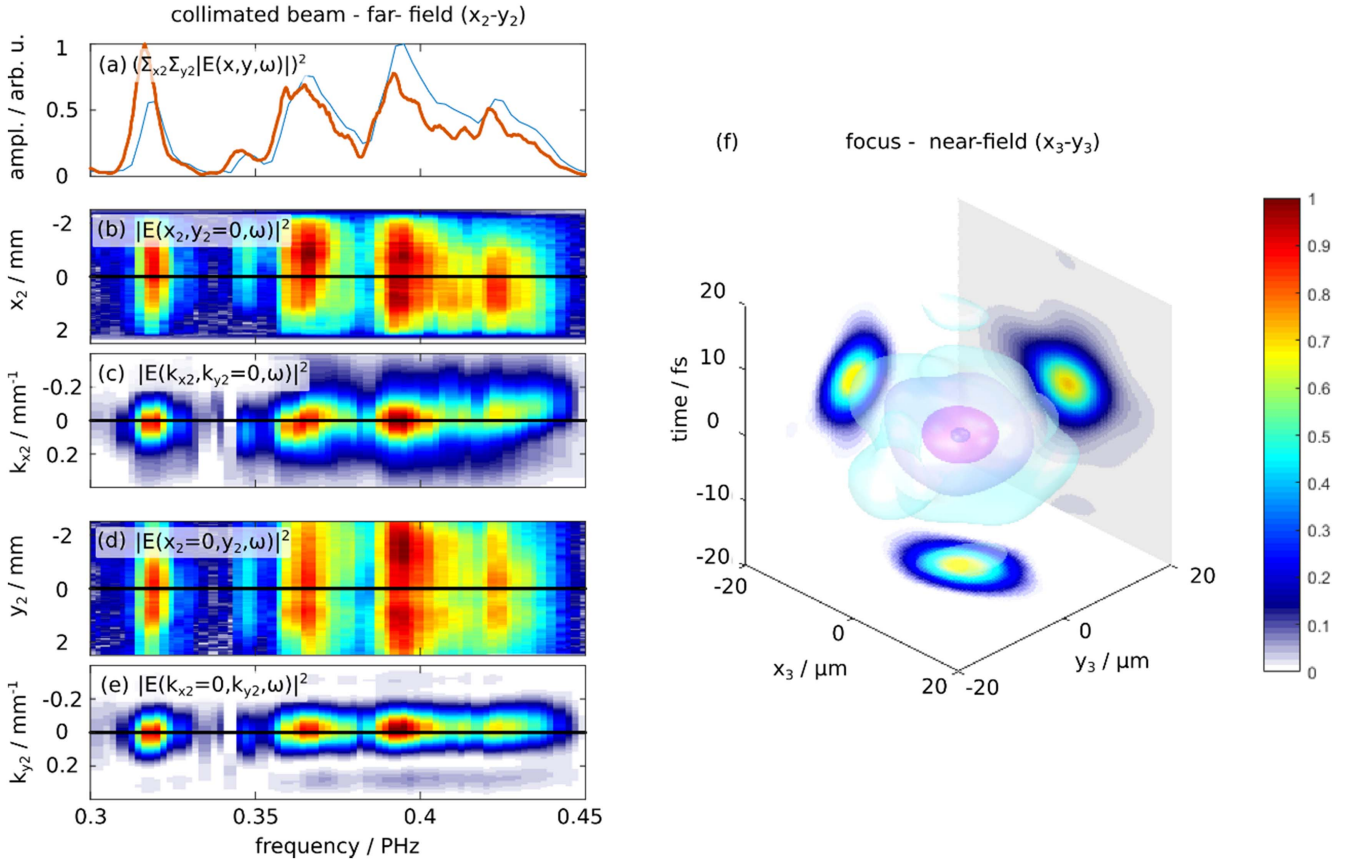 collimated beam - far- field (x₂-y₂)
ampl. / arb. u.
1
0.5
0
(a) (Σₓ₂Σᵧ₂|E(x,y,ω)|)²
x₂ / mm
-2
0
2
(b) |E(x₂,y₂=0,ω)|²
kₓ₂ / mm⁻¹
-0.2
0
0.2
(c) |E(kₓ₂,kᵧ₂=0,ω)|²
y₂ / mm
-2
0
2
(d) |E(x₂=0,y₂,ω)|²
kᵧ₂ / mm⁻¹
-0.2
0
0.2
(e) |E(kₓ₂=0,kᵧ₂,ω)|²
0.3 0.35 0.4 0.45
frequency / PHz
(f) focus - near-field (x₃-y₃)
time / fs
20
10
0
-10
-20
-20
0
20
x₃ / µm
-20
0
20
y₃ / µm
1
0.9
0.8
0.7
0.6
0.5
0.4
0.3
0.2
0.1
0